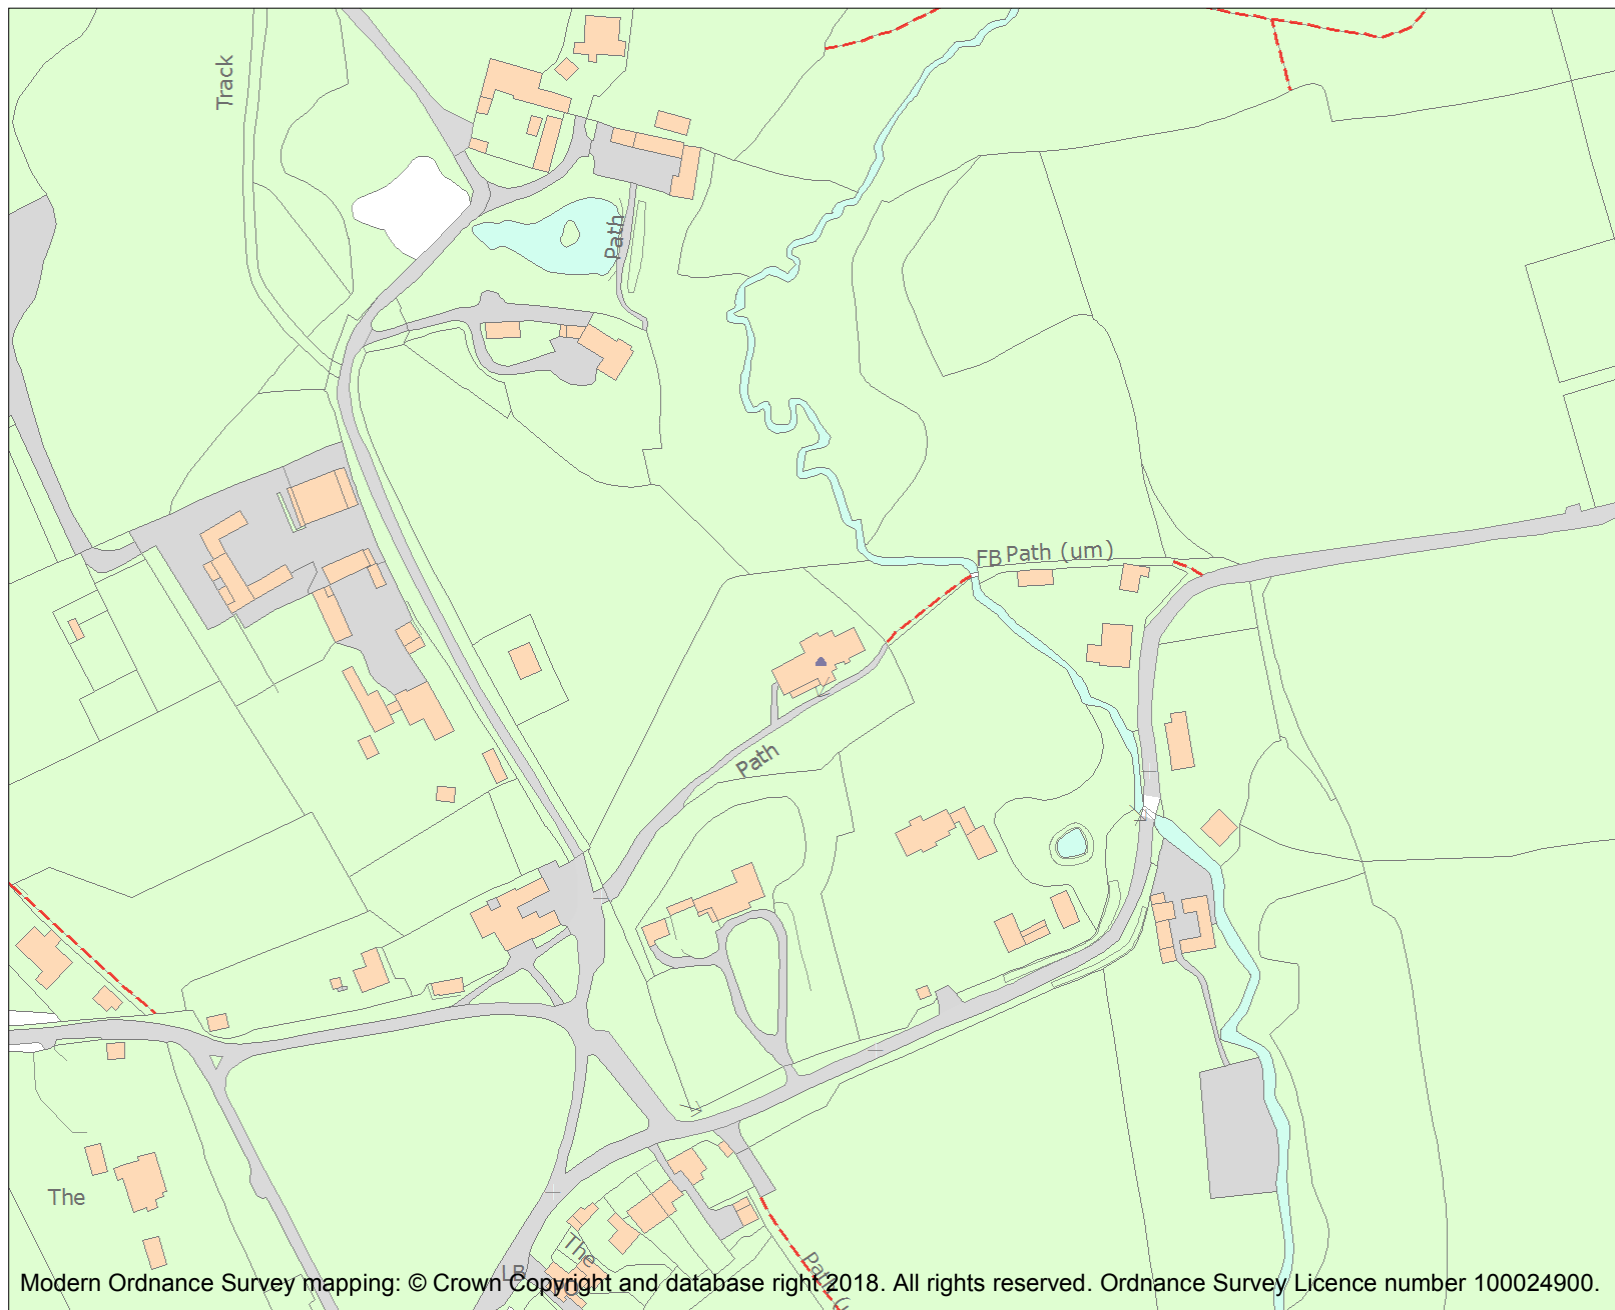 Track
Path
FB Path (um)
Path
The
The
LB
Modern Ordnance Survey mapping: © Crown Copyright and database right 2018. All rights reserved. Ordnance Survey Licence number 100024900.